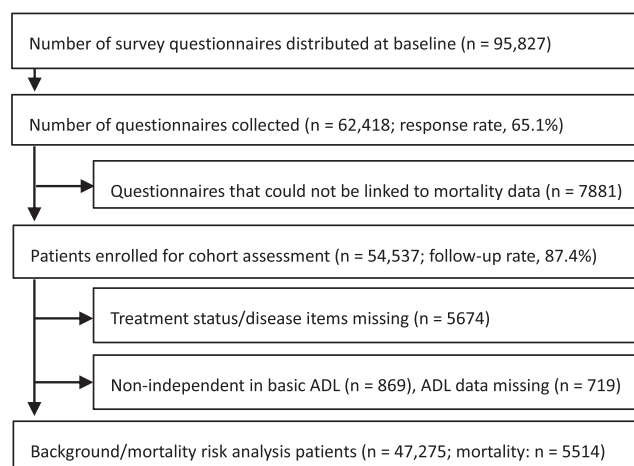 Number of survey questionnaires distributed at baseline (n = 95,827)
Number of questionnaires collected (n = 62,418; response rate, 65.1%)
Questionnaires that could not be linked to mortality data (n = 7881)
Patients enrolled for cohort assessment (n = 54,537; follow-up rate, 87.4%)
Treatment status/disease items missing (n = 5674)
Non-independent in basic ADL (n = 869), ADL data missing (n = 719)
Background/mortality risk analysis patients (n = 47,275; mortality: n = 5514)